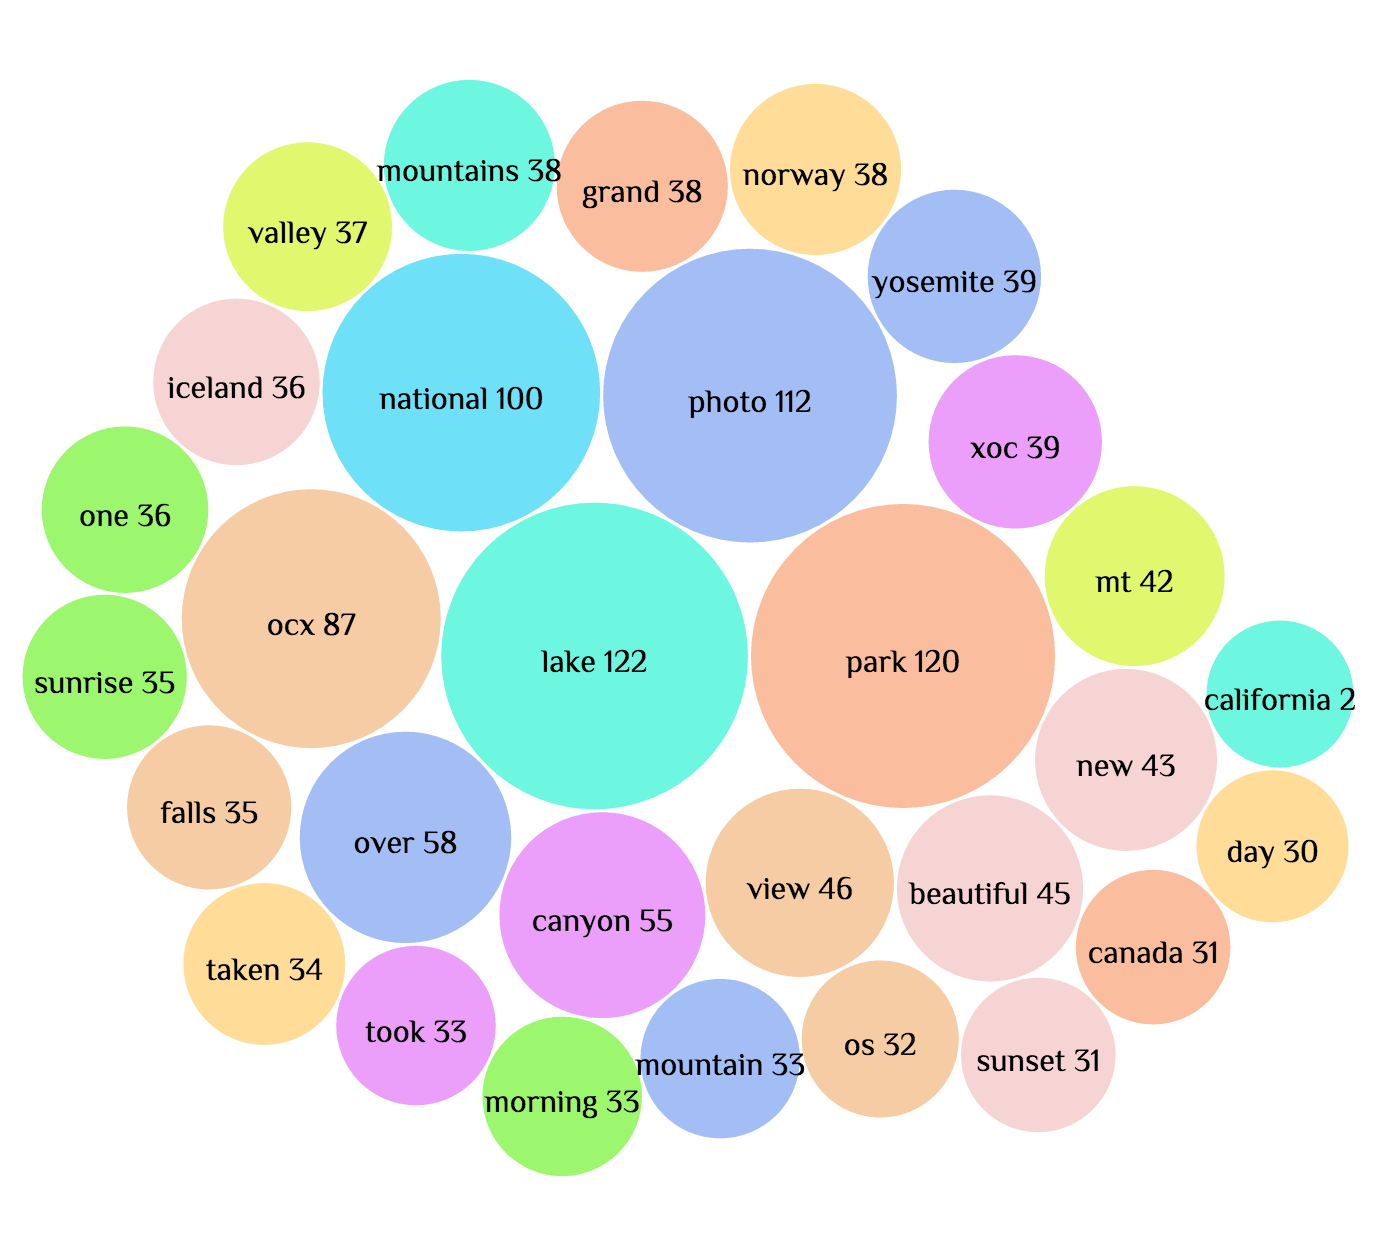 mountains 38
grand 38
norway 38
valley 37
yosemite 39
iceland 36
national 100
photo 112
xoc 39
one 36
mt 42
ocx 87
lake 122
park 120
sunrise 35
california 2
new 43
falls 35
over 58
day 30
view 46
beautiful 45
canyon 55
canada 31
taken 34
took 33
os 32
sunset 31
mountain 33
morning 33